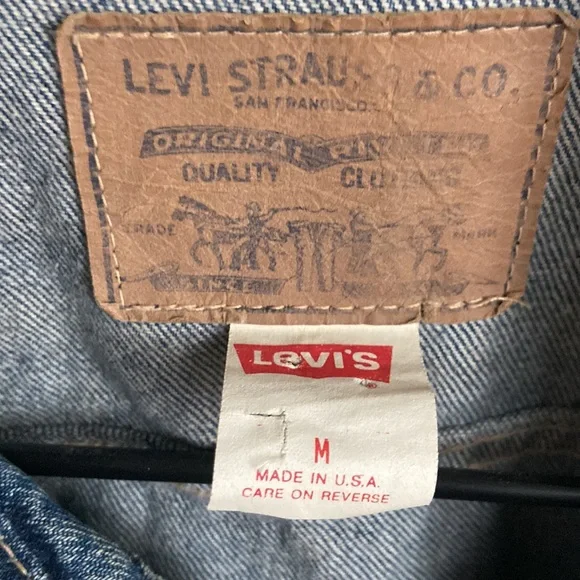 LEVI STRAUSS & CO.
SAN FRANCISCO
ORIGINAL RIVETED
QUALITY CLOTHING
TRADE MARK
LEVI'S
®
M
MADE IN U.S.A.
CARE ON REVERSE